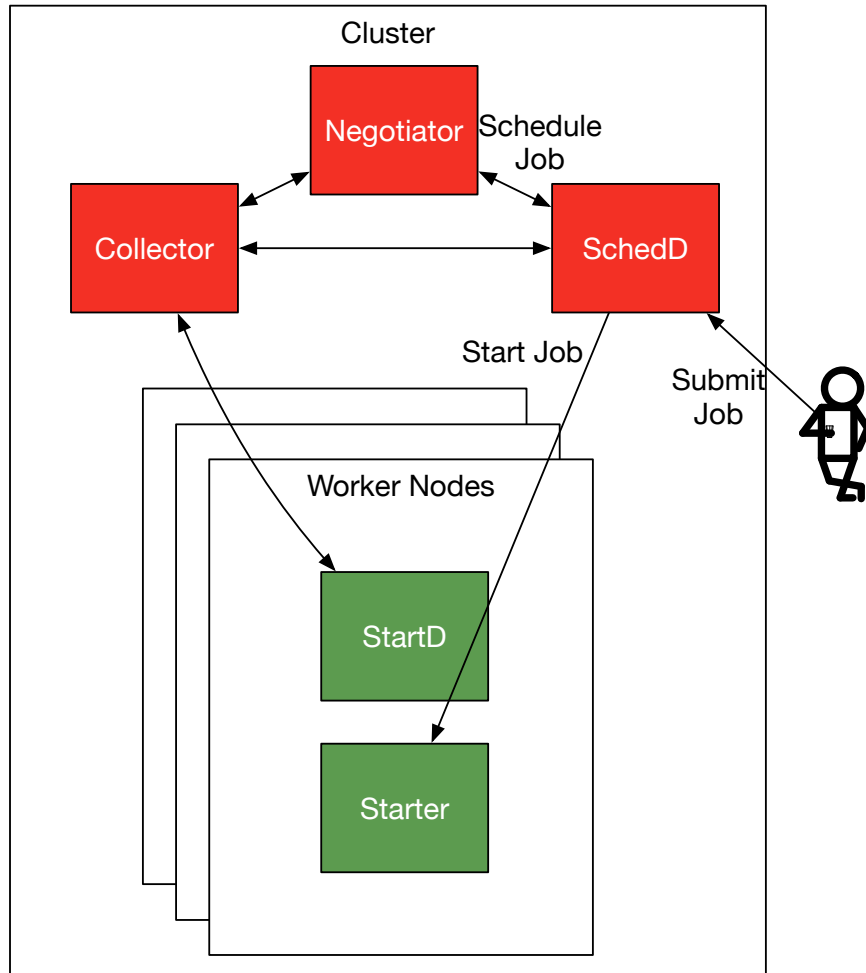 Cluster
Negotiator
Schedule
Job
Collector
SchedD
Start Job
Submit
Job
Worker Nodes
StartD
Starter